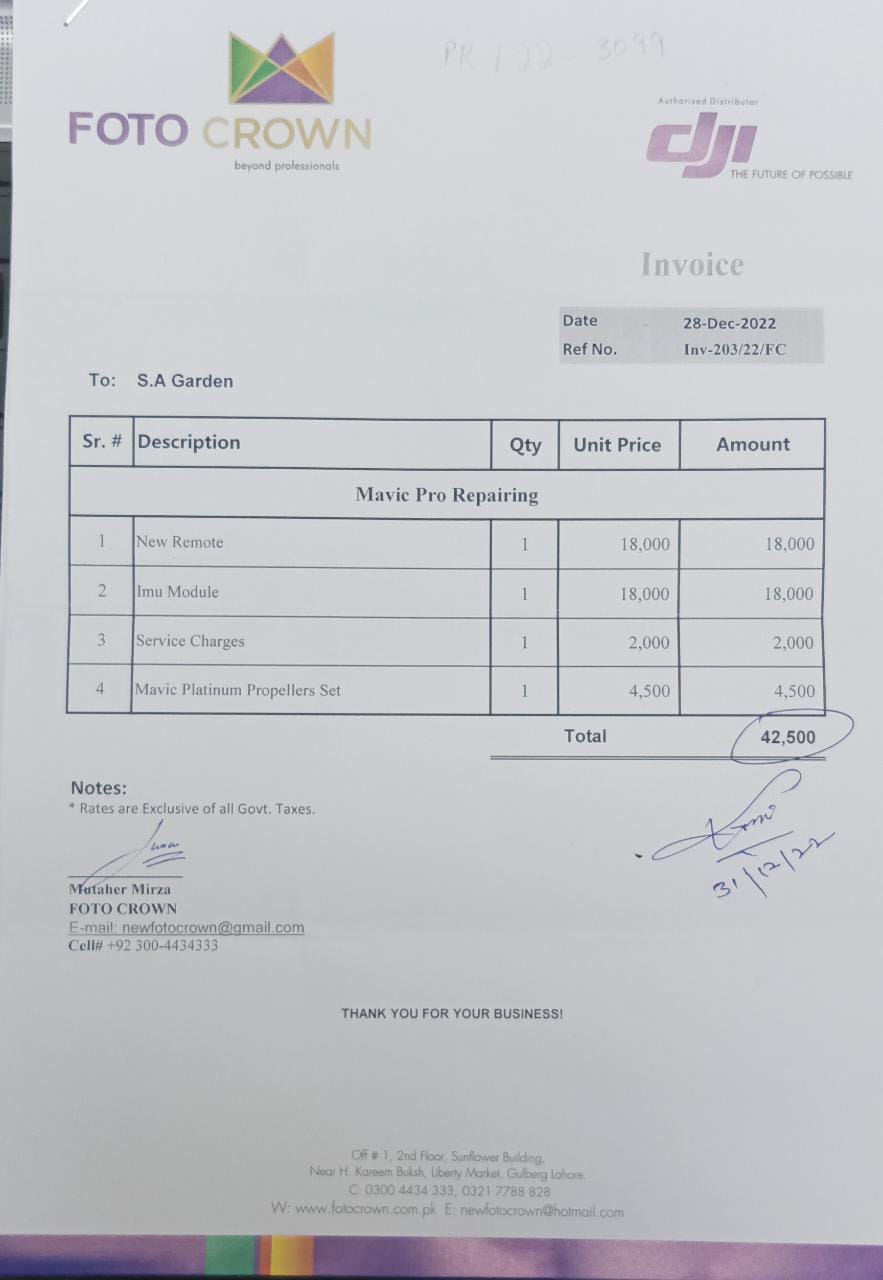 PR-122-3099
FOTO CROWN
beyond professionals
Authorised Distributor
dji
THE FUTURE OF POSSIBLE
Invoice
Date 28-Dec-2022
Ref No. Inv-203/22/FC
To: S.A Garden
Sr. # Description Qty Unit Price Amount
Mavic Pro Repairing
1 New Remote 1 18,000 18,000
2 Imu Module 1 18,000 18,000
3 Service Charges 1 2,000 2,000
4 Mavic Platinum Propellers Set 1 4,500 4,500
Total 42,500
Notes:
* Rates are Exclusive of all Govt. Taxes.
31/12/22
Mutaher Mirza
FOTO CROWN
E-mail: newfotocrown@gmail.com
Cell# +92 300-4434333
THANK YOU FOR YOUR BUSINESS!
Off # 1, 2nd Floor, Sunflower Building,
Near H. Kareem Buksh, Liberty Market, Gulberg Lahore.
C: 0300 4434 333, 0321 7788 828
W: www.fotocrown.com.pk E: newfotocrown@hotmail.com